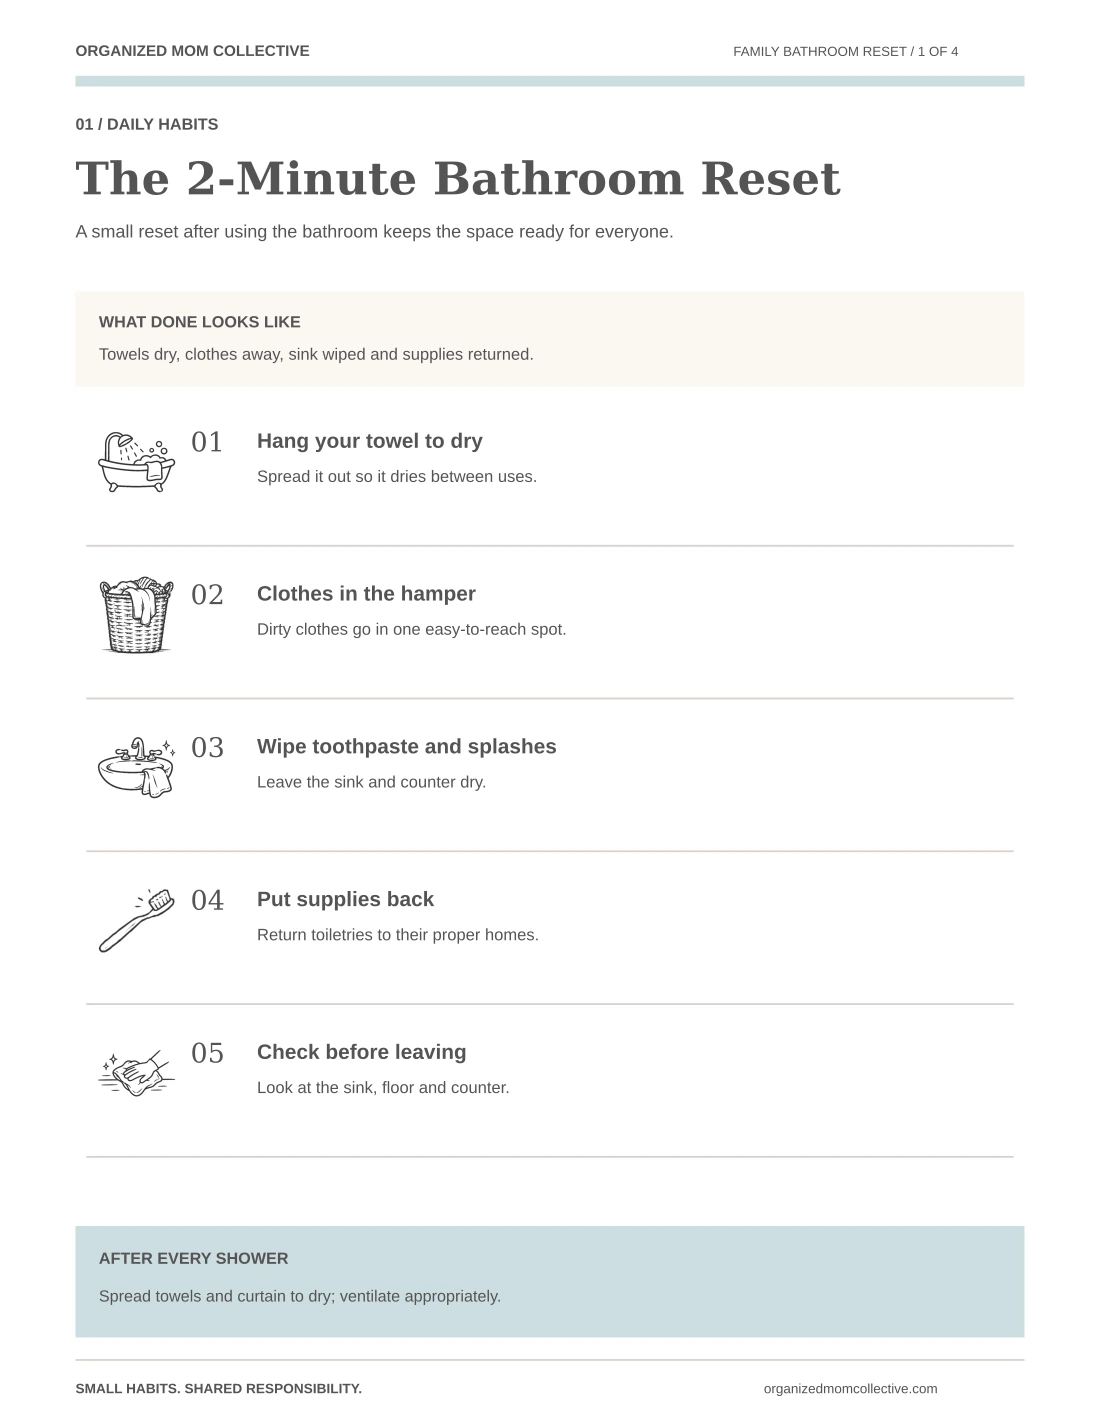 ORGANIZED MOM COLLECTIVE
FAMILY BATHROOM RESET / 1 OF 4
01 / DAILY HABITS
The 2-Minute Bathroom Reset
A small reset after using the bathroom keeps the space ready for everyone.
WHAT DONE LOOKS LIKE
Towels dry, clothes away, sink wiped and supplies returned.
01 Hang your towel to dry
Spread it out so it dries between uses.
02 Clothes in the hamper
Dirty clothes go in one easy-to-reach spot.
03 Wipe toothpaste and splashes
Leave the sink and counter dry.
04 Put supplies back
Return toiletries to their proper homes.
05 Check before leaving
Look at the sink, floor and counter.
AFTER EVERY SHOWER
Spread towels and curtain to dry; ventilate appropriately.
SMALL HABITS. SHARED RESPONSIBILITY.
organizedmomcollective.com